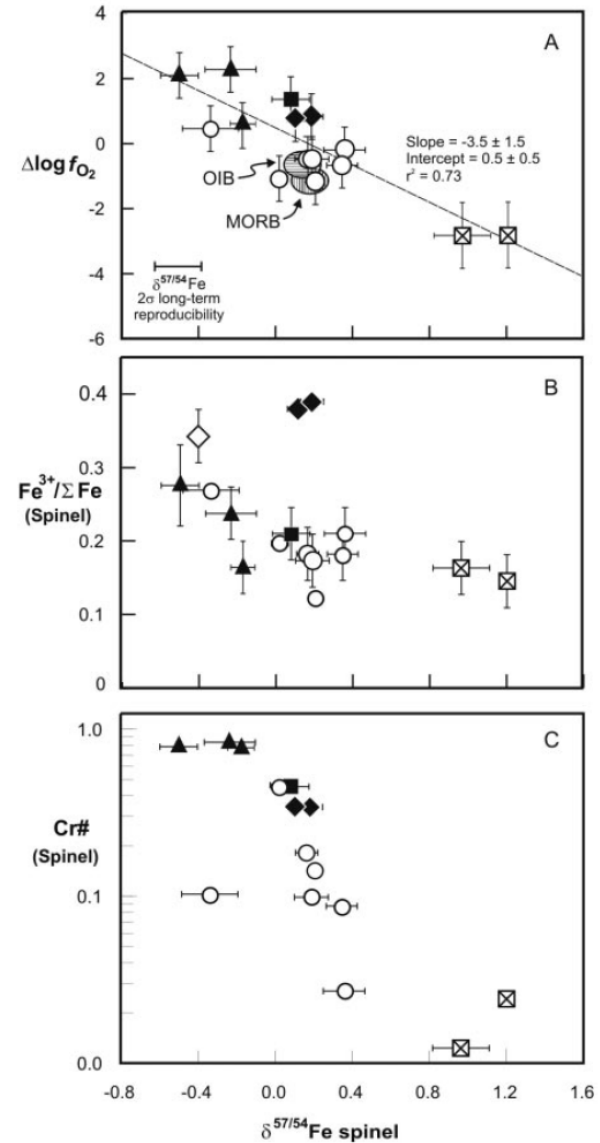 A
4
2
0
-2
-4
-6
Δlog fO₂
OIB
MORB
Slope = -3.5 ± 1.5
Intercept = 0.5 ± 0.5
r² = 0.73
δ⁵⁷/⁵⁴Fe
2σ long-term
reproducibility
B
0.4
0.3
0.2
0.1
0
Fe³⁺/ΣFe
(Spinel)
C
1.0
0.1
0.0
Cr#
(Spinel)
-0.8 -0.4 0.0 0.4 0.8 1.2 1.6
δ⁵⁷/⁵⁴Fe spinel